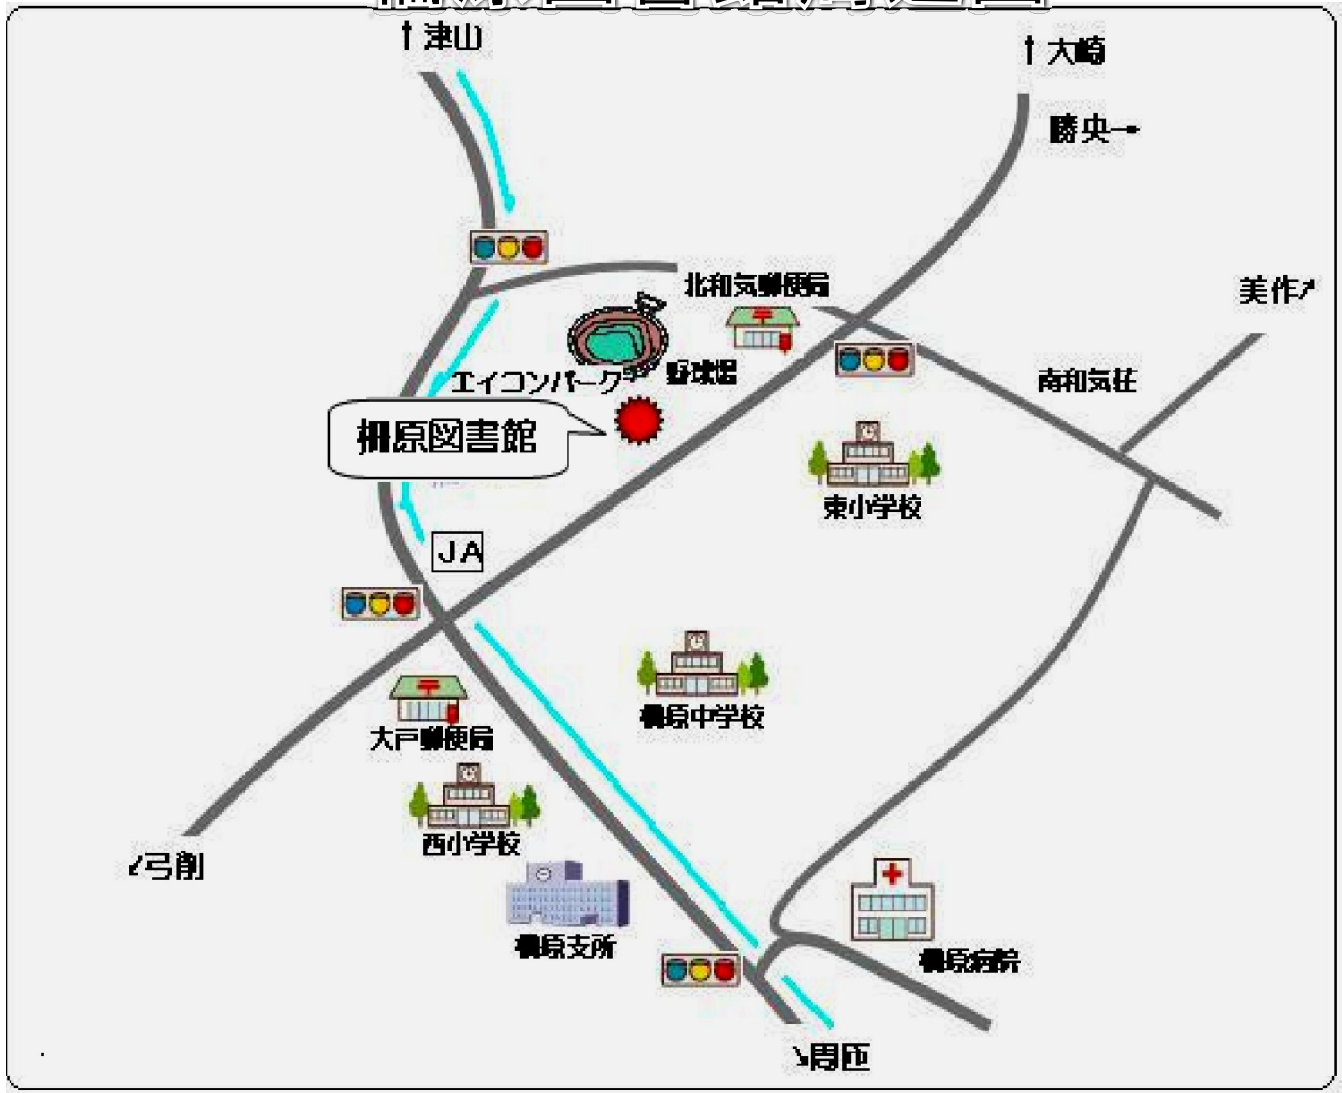 ↑津山
↑大崎
勝央→
北和気郵便局
美作↗
野球場
エイコンパーク
南和気荘
柵原図書館
東小学校
JA
柵原中学校
大戸郵便局
西小学校
↙弓削
柵原支所
柵原病院
↘周匝